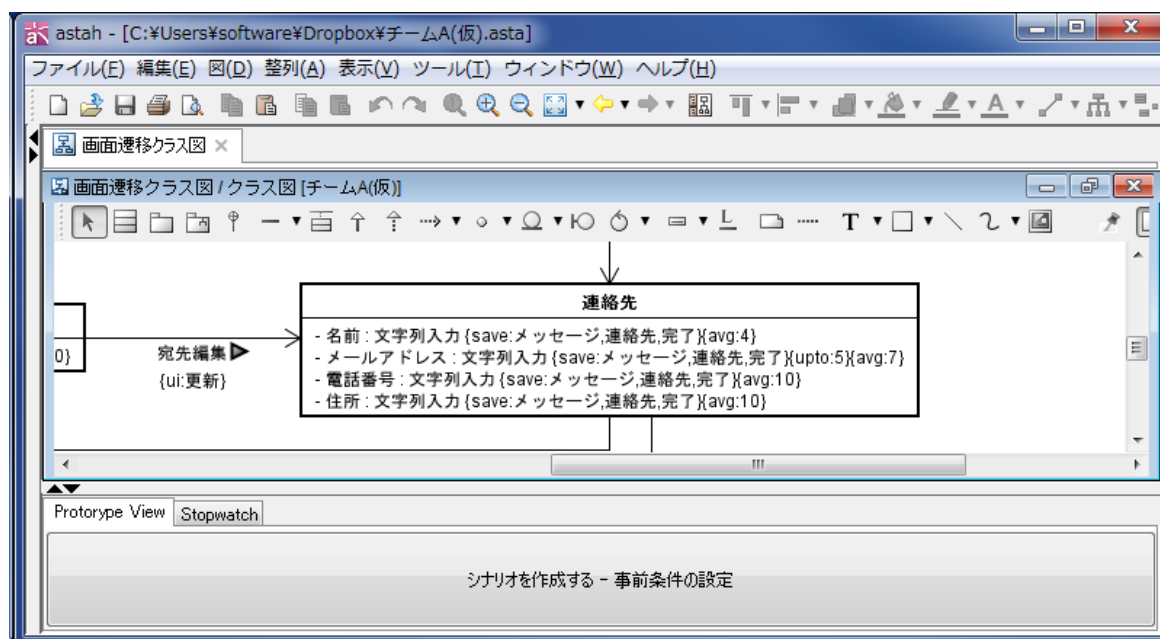 astah - [C:¥Users¥software¥Dropbox¥チームA(仮).asta]
ファイル(F) 編集(E) 図(D) 整列(A) 表示(V) ツール(T) ウィンドウ(W) ヘルプ(H)
画面遷移クラス図
画面遷移クラス図 / クラス図 [チームA(仮)]
連絡先
- 名前 : 文字列入力 {save:メッセージ,連絡先,完了}{avg:4}
- メールアドレス : 文字列入力 {save:メッセージ,連絡先,完了}{upto:5}{avg:7}
- 電話番号 : 文字列入力 {save:メッセージ,連絡先,完了}{avg:10}
- 住所 : 文字列入力 {save:メッセージ,連絡先,完了}{avg:10}
0}
宛先編集
{ui:更新}
Protorype View Stopwatch
シナリオを作成する - 事前条件の設定